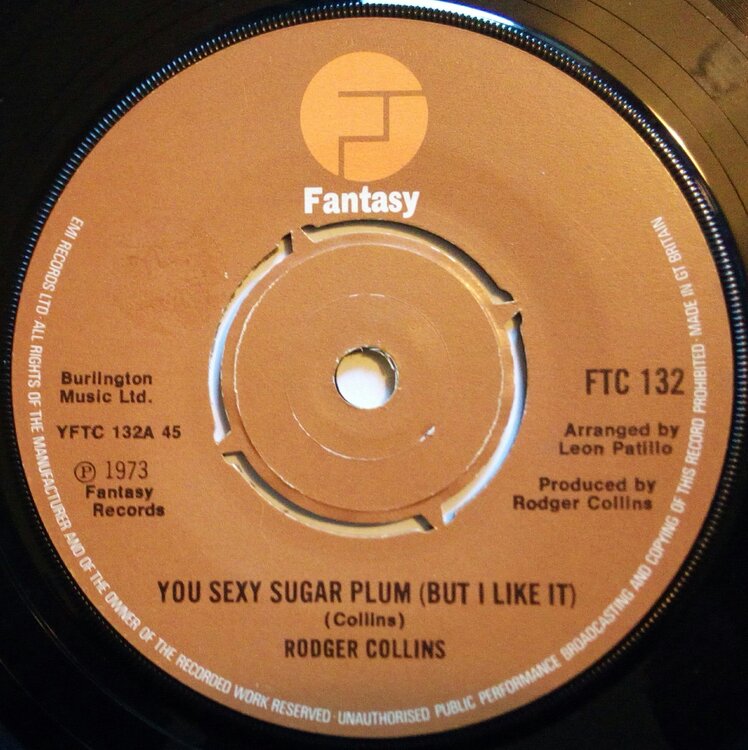 Fantasy
EMI RECORDS LTD · ALL RIGHTS OF THE MANUFACTURER AND OF THE OWNER OF THE RECORDED WORK RESERVED · UNAUTHORISED PUBLIC PERFORMANCE BROADCASTING AND COPYING OF THIS RECORD PROHIBITED · MADE IN GT BRITAIN
Burlington
Music Ltd.
YFTC 132A 45
Ⓟ 1973
Fantasy
Records
FTC 132
Arranged by
Leon Patillo
Produced by
Rodger Collins
YOU SEXY SUGAR PLUM (BUT I LIKE IT)
(Collins)
RODGER COLLINS